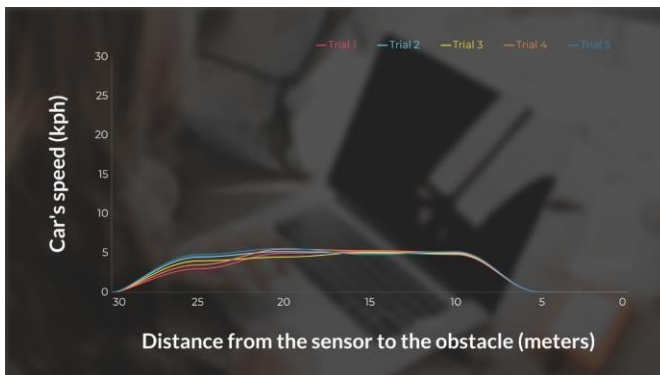 Trial 1 Trial 2 Trial 3 Trial 4 Trial 5
30
25
20
15
10
5
0
Car's speed (kph)
30 25 20 15 10 5 0
Distance from the sensor to the obstacle (meters)